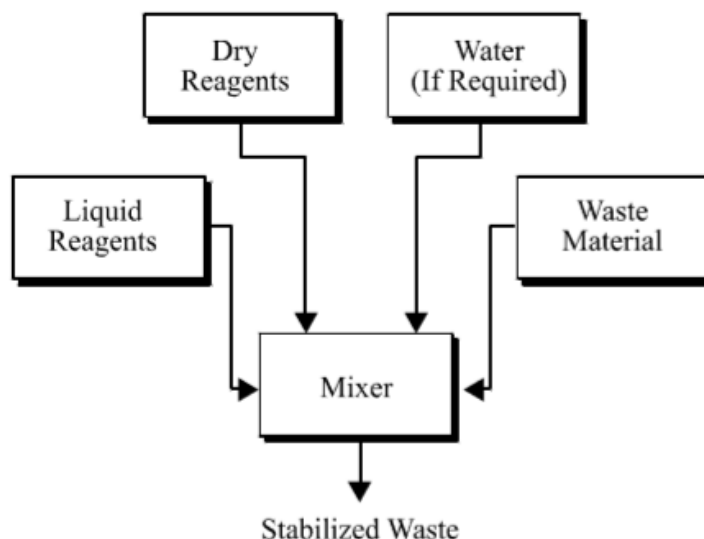 Dry
Reagents
Water
(If Required)
Liquid
Reagents
Waste
Material
Mixer
Stabilized Waste